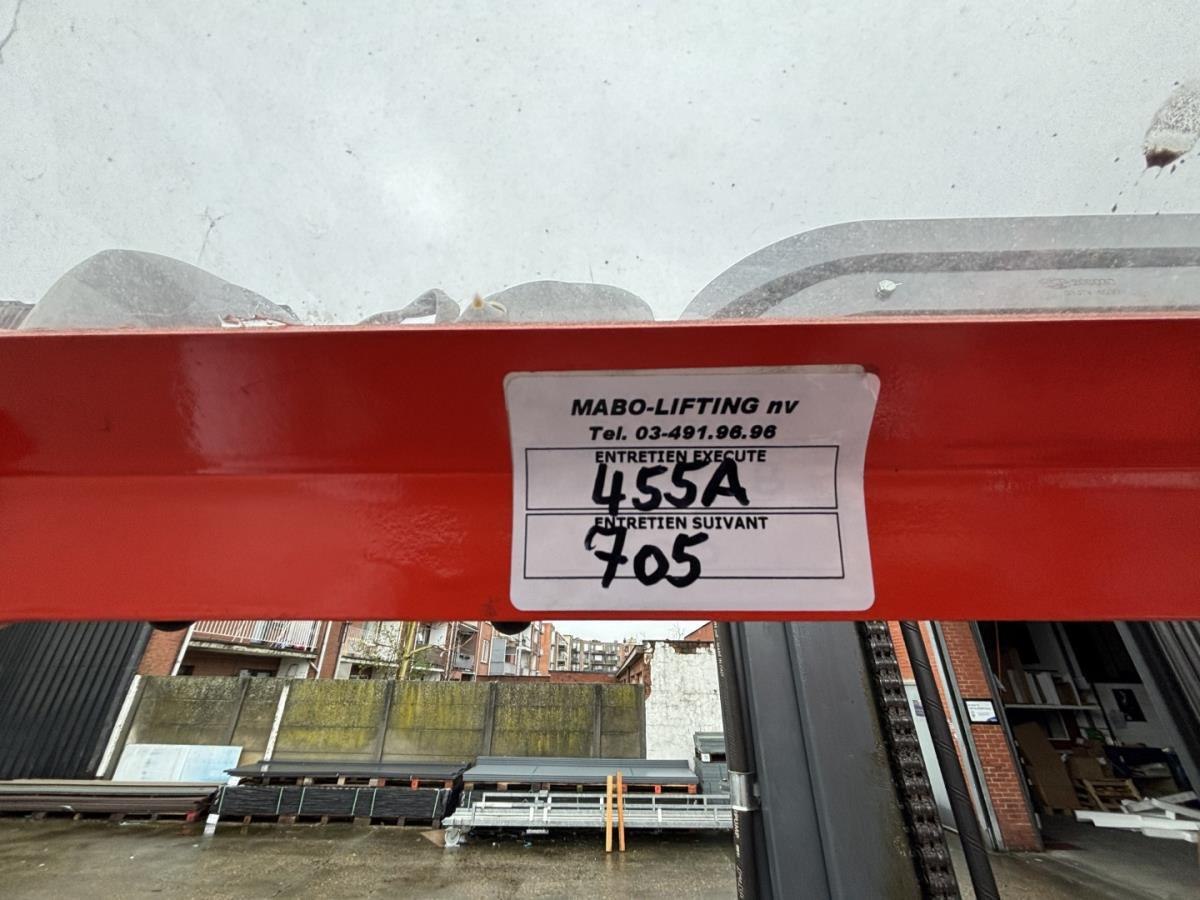 MABO-LIFTING nv
Tel. 03-491.96.96
ENTRETIEN EXECUTE
455A
ENTRETIEN SUIVANT
705